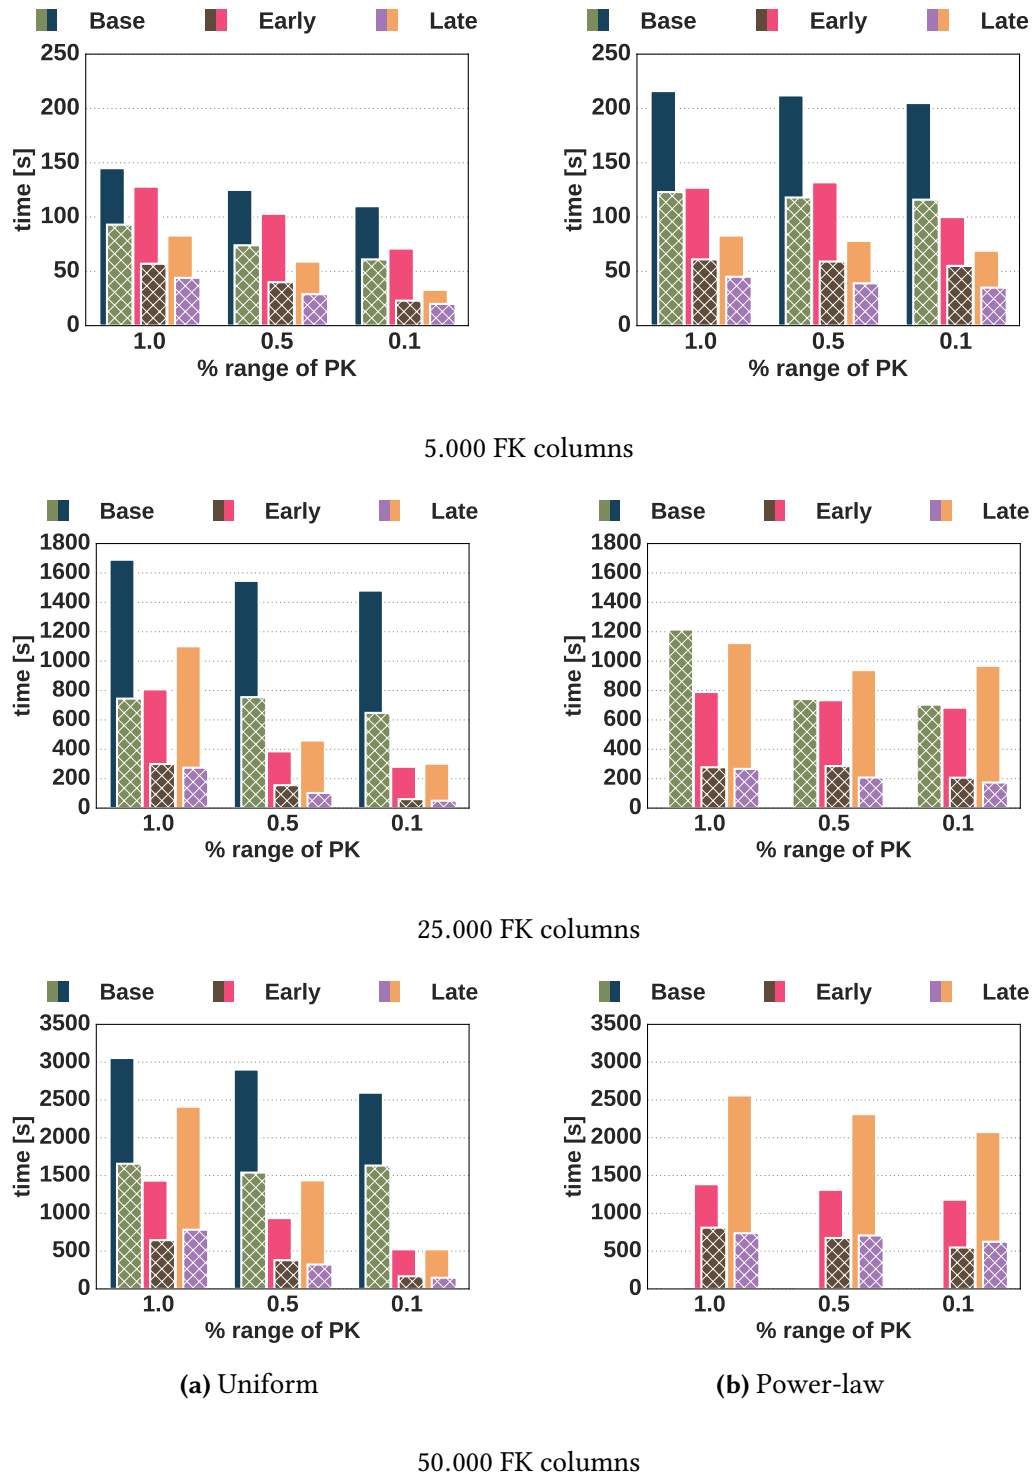 Base Early Late
250
200
150
100
50
0
time [s]
1.0 0.5 0.1
% range of PK
Base Early Late
250
200
150
100
50
0
time [s]
1.0 0.5 0.1
% range of PK
5.000 FK columns
Base Early Late
1800
1600
1400
1200
1000
800
600
400
200
0
time [s]
1.0 0.5 0.1
% range of PK
Base Early Late
1800
1600
1400
1200
1000
800
600
400
200
0
time [s]
1.0 0.5 0.1
% range of PK
25.000 FK columns
Base Early Late
3500
3000
2500
2000
1500
1000
500
0
time [s]
1.0 0.5 0.1
% range of PK
(a) Uniform
Base Early Late
3500
3000
2500
2000
1500
1000
500
0
time [s]
1.0 0.5 0.1
% range of PK
(b) Power-law
50.000 FK columns